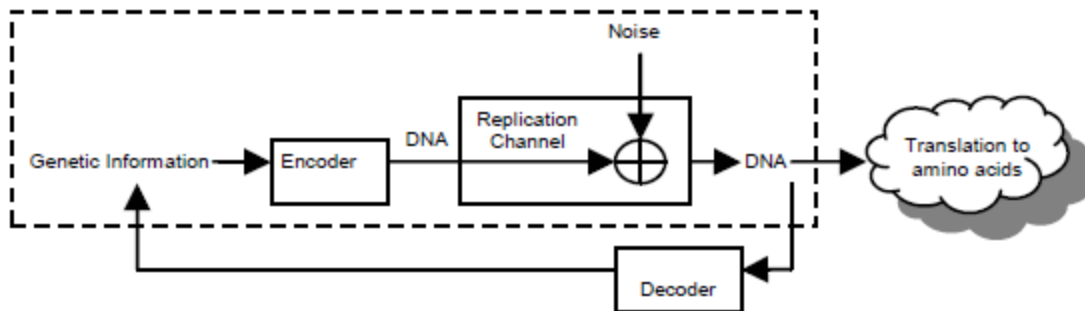 Noise
Replication
Channel
DNA
Genetic Information
Encoder
DNA
Translation to
amino acids
Decoder